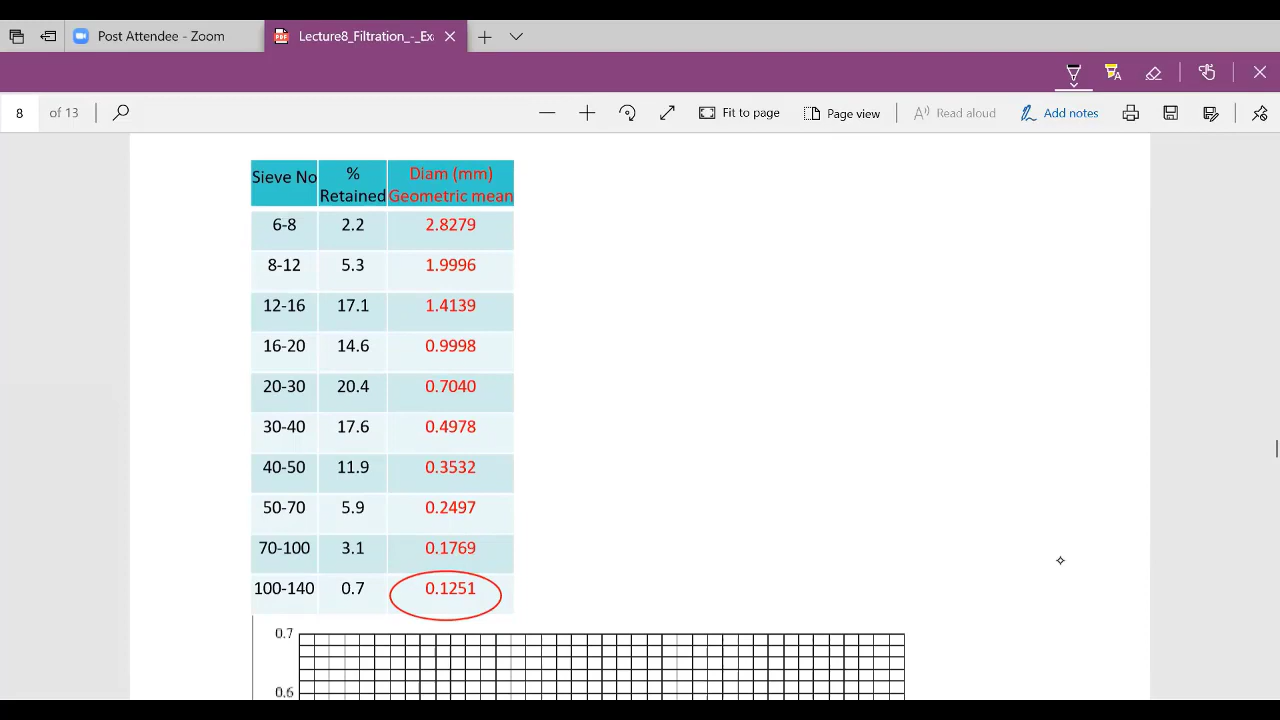 Post Attendee - Zoom
Lecture8_Filtration_-_Exa
8 of 13
Fit to page
Page view
Read aloud
Add notes
Sieve No % Retained Diam (mm) Geometric mean
6-8 2.2 2.8279
8-12 5.3 1.9996
12-16 17.1 1.4139
16-20 14.6 0.9998
20-30 20.4 0.7040
30-40 17.6 0.4978
40-50 11.9 0.3532
50-70 5.9 0.2497
70-100 3.1 0.1769
100-140 0.7 0.1251
0.7
0.6